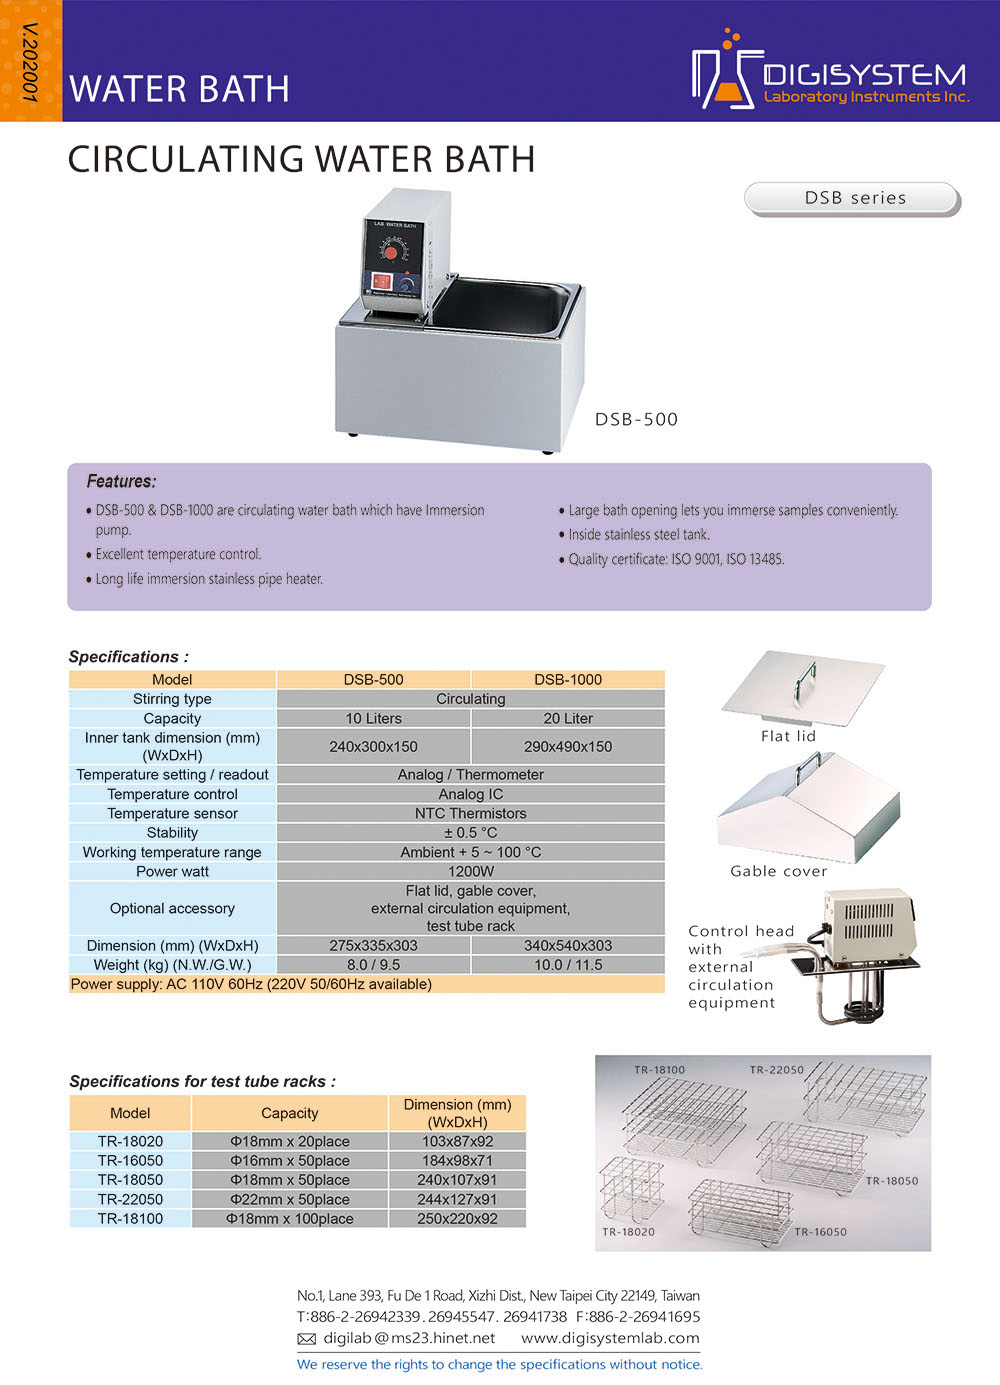 V.202001
WATER BATH
DIGISYSTEM
Laboratory Instruments Inc.
CIRCULATING WATER BATH
DSB series
LAB. WATER BATH
DSB-500
Features:
• DSB-500 & DSB-1000 are circulating water bath which have Immersion
pump.
• Excellent temperature control.
• Long life immersion stainless pipe heater.
• Large bath opening lets you immerse samples conveniently.
• Inside stainless steel tank.
• Quality certificate: ISO 9001, ISO 13485.
Specifications :
Model DSB-500 DSB-1000
Stirring type Circulating
Capacity 10 Liters 20 Liter
Inner tank dimension (mm)
(WxDxH) 240x300x150 290x490x150
Temperature setting / readout Analog / Thermometer
Temperature control Analog IC
Temperature sensor NTC Thermistors
Stability ± 0.5 °C
Working temperature range Ambient + 5 ~ 100 °C
Power watt 1200W
Optional accessory Flat lid, gable cover,
external circulation equipment,
test tube rack
Dimension (mm) (WxDxH) 275x335x303 340x540x303
Weight (kg) (N.W./G.W.) 8.0 / 9.5 10.0 / 11.5
Power supply: AC 110V 60Hz (220V 50/60Hz available)
Flat lid
Gable cover
Control head
with
external
circulation
equipment
Specifications for test tube racks :
Model Capacity Dimension (mm)
(WxDxH)
TR-18020 Φ18mm x 20place 103x87x92
TR-16050 Φ16mm x 50place 184x98x71
TR-18050 Φ18mm x 50place 240x107x91
TR-22050 Φ22mm x 50place 244x127x91
TR-18100 Φ18mm x 100place 250x220x92
TR-18100
TR-22050
TR-18050
TR-18020
TR-16050
No.1, Lane 393, Fu De 1 Road, Xizhi Dist., New Taipei City 22149, Taiwan
T:886-2-26942339 . 26945547 . 26941738 F:886-2-26941695
digilab@ms23.hinet.net www.digisystemlab.com
We reserve the rights to change the specifications without notice.